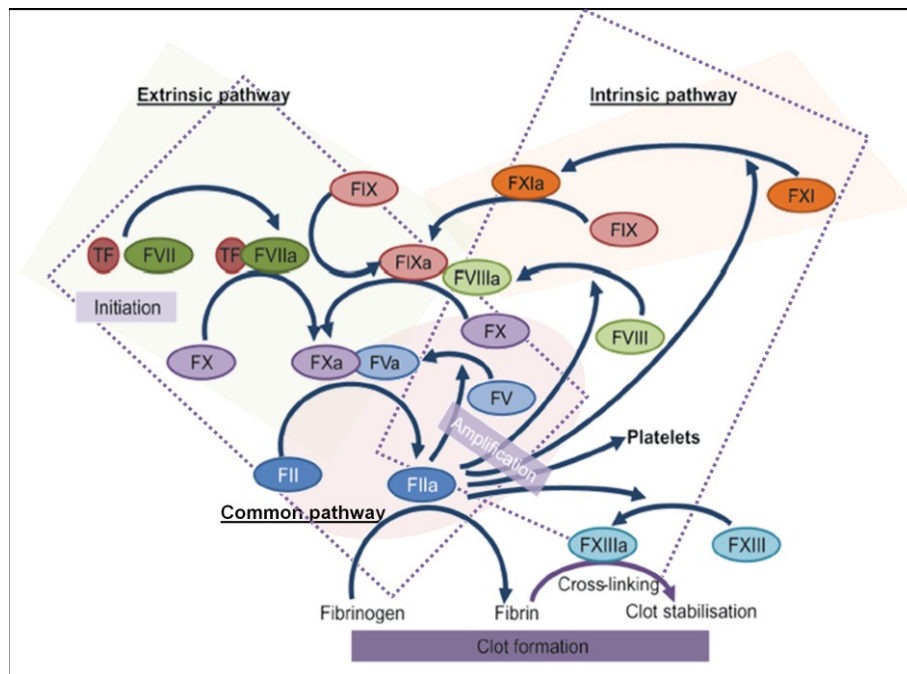 Extrinsic pathway
Intrinsic pathway
FIX
FXIa
FXI
TF
FVII
TF
FVIIa
FIX
FIXa
FVIIIa
Initiation
FX
FVIII
FX
FXa
FVa
FV
Amplification
Platelets
FII
FIIa
Common pathway
FXIIIa
FXIII
Cross-linking
Fibrinogen
Fibrin
Clot stabilisation
Clot formation